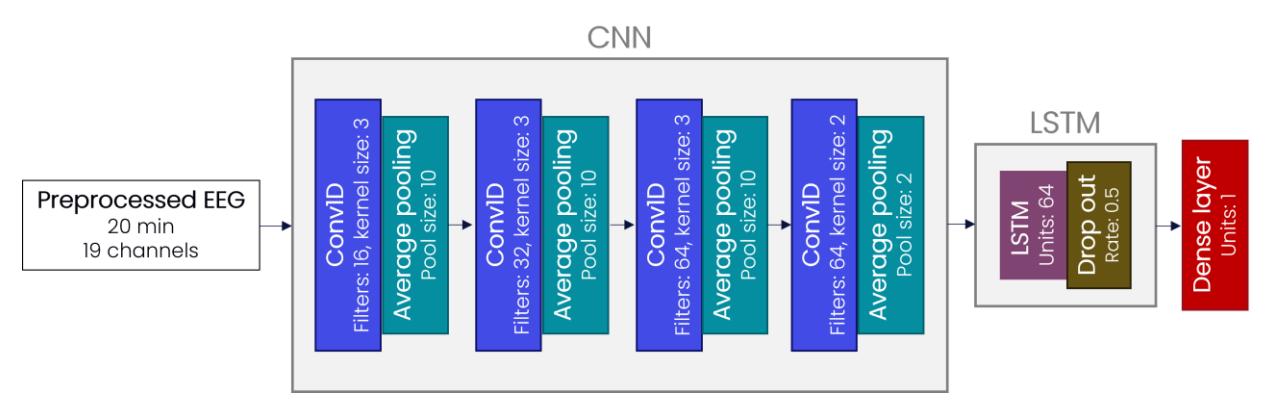 CNN
Preprocessed EEG
20 min
19 channels
Conv1D
Filters: 16, kernel size: 3
Average pooling
Pool size: 10
Conv1D
Filters: 32, kernel size: 3
Average pooling
Pool size: 10
Conv1D
Filters: 64, kernel size: 3
Average pooling
Pool size: 10
Conv1D
Filters: 64, kernel size: 2
Average pooling
Pool size: 2
LSTM
LSTM
Units: 64
Drop out
Rate: 0.5
Dense layer
Units: 1